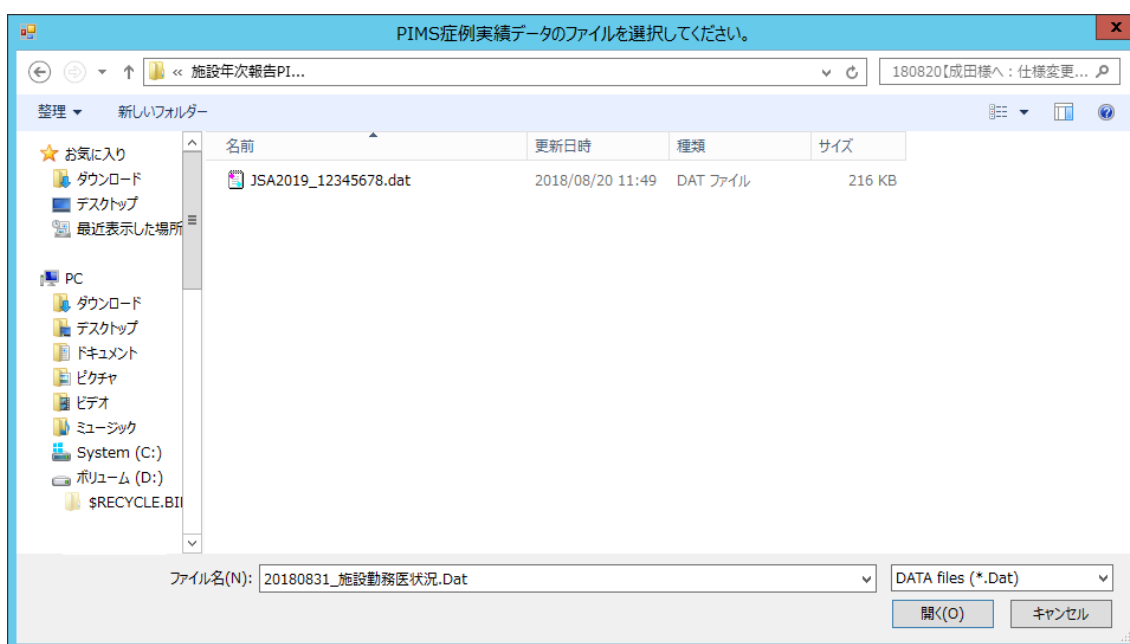 PIMS症例実績データのファイルを選択してください。
x
« 施設年次報告PI...
180820【成田様へ：仕様変更...
整理
新しいフォルダー
名前
更新日時
種類
サイズ
JSA2019_12345678.dat
2018/08/20 11:49
DAT ファイル
216 KB
お気に入り
ダウンロード
デスクトップ
最近表示した場所
PC
ダウンロード
デスクトップ
ドキュメント
ピクチャ
ビデオ
ミュージック
System (C:)
ボリューム (D:)
$RECYCLE.BI
ファイル名(N):
20180831_施設勤務医状況.Dat
DATA files (*.Dat)
開く(O)
キャンセル